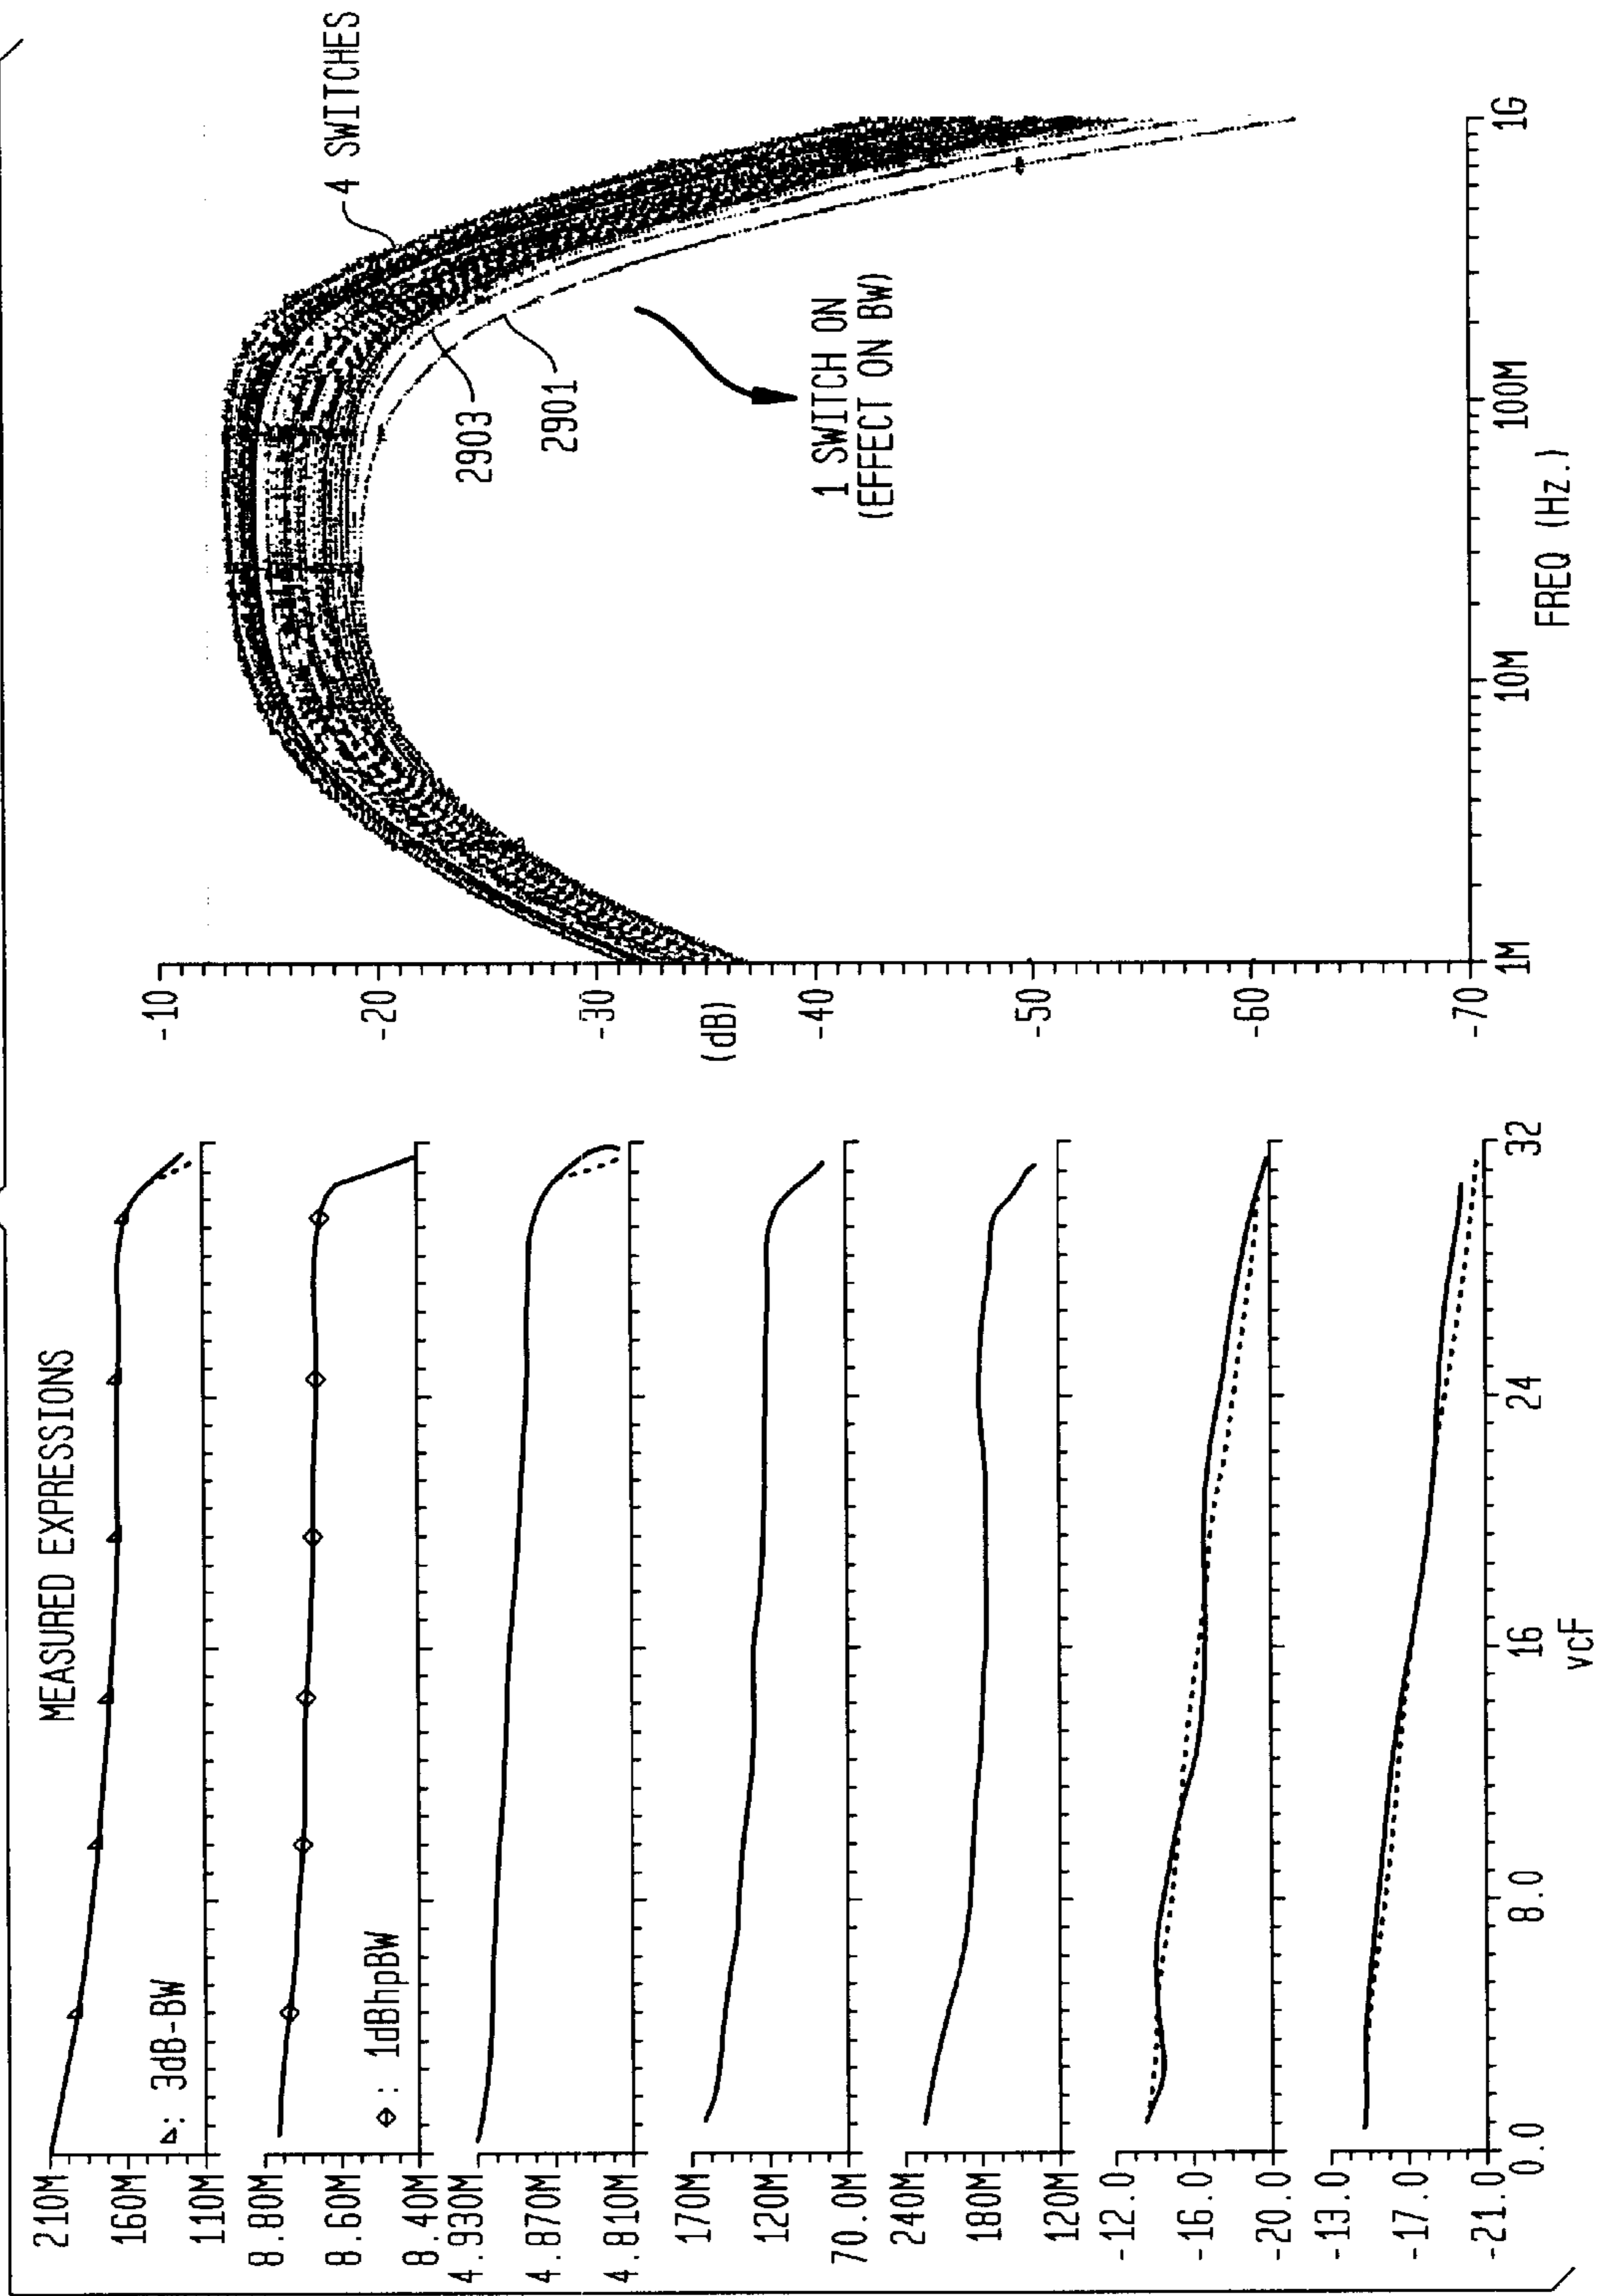 MEASURED EXPRESSIONS
210M
160M
110M
⊿: 3dB-BW
8.80M
8.60M
8.40M
◇: 1dBhpBW
4.930M
4.870M
4.810M
170M
120M
70.0M
240M
180M
120M
-12.0
-16.0
-20.0
-13.0
-17.0
-21.0
0.0
8.0
16
24
32
vcF
-10
-20
-30
(dB)
-40
-50
-60
-70
4 SWITCHES
2903
2901
1 SWITCH ON
(EFFECT ON BW)
1M
10M
100M
1G
FREQ (Hz.)